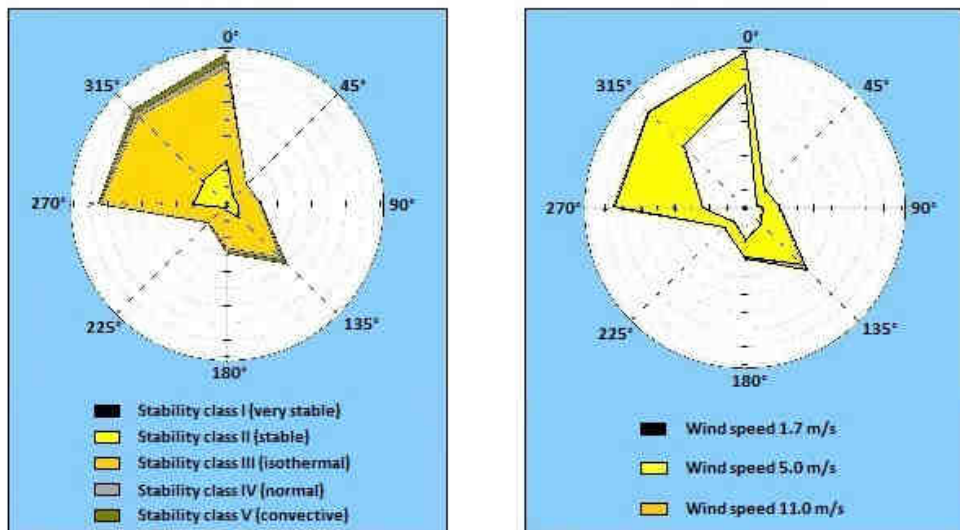 0°
315°
45°
270°
90°
225°
135°
180°
Stability class I (very stable)
Stability class II (stable)
Stability class III (isothermal)
Stability class IV (normal)
Stability class V (convective)
0°
315°
45°
270°
90°
225°
135°
180°
Wind speed 1.7 m/s
Wind speed 5.0 m/s
Wind speed 11.0 m/s